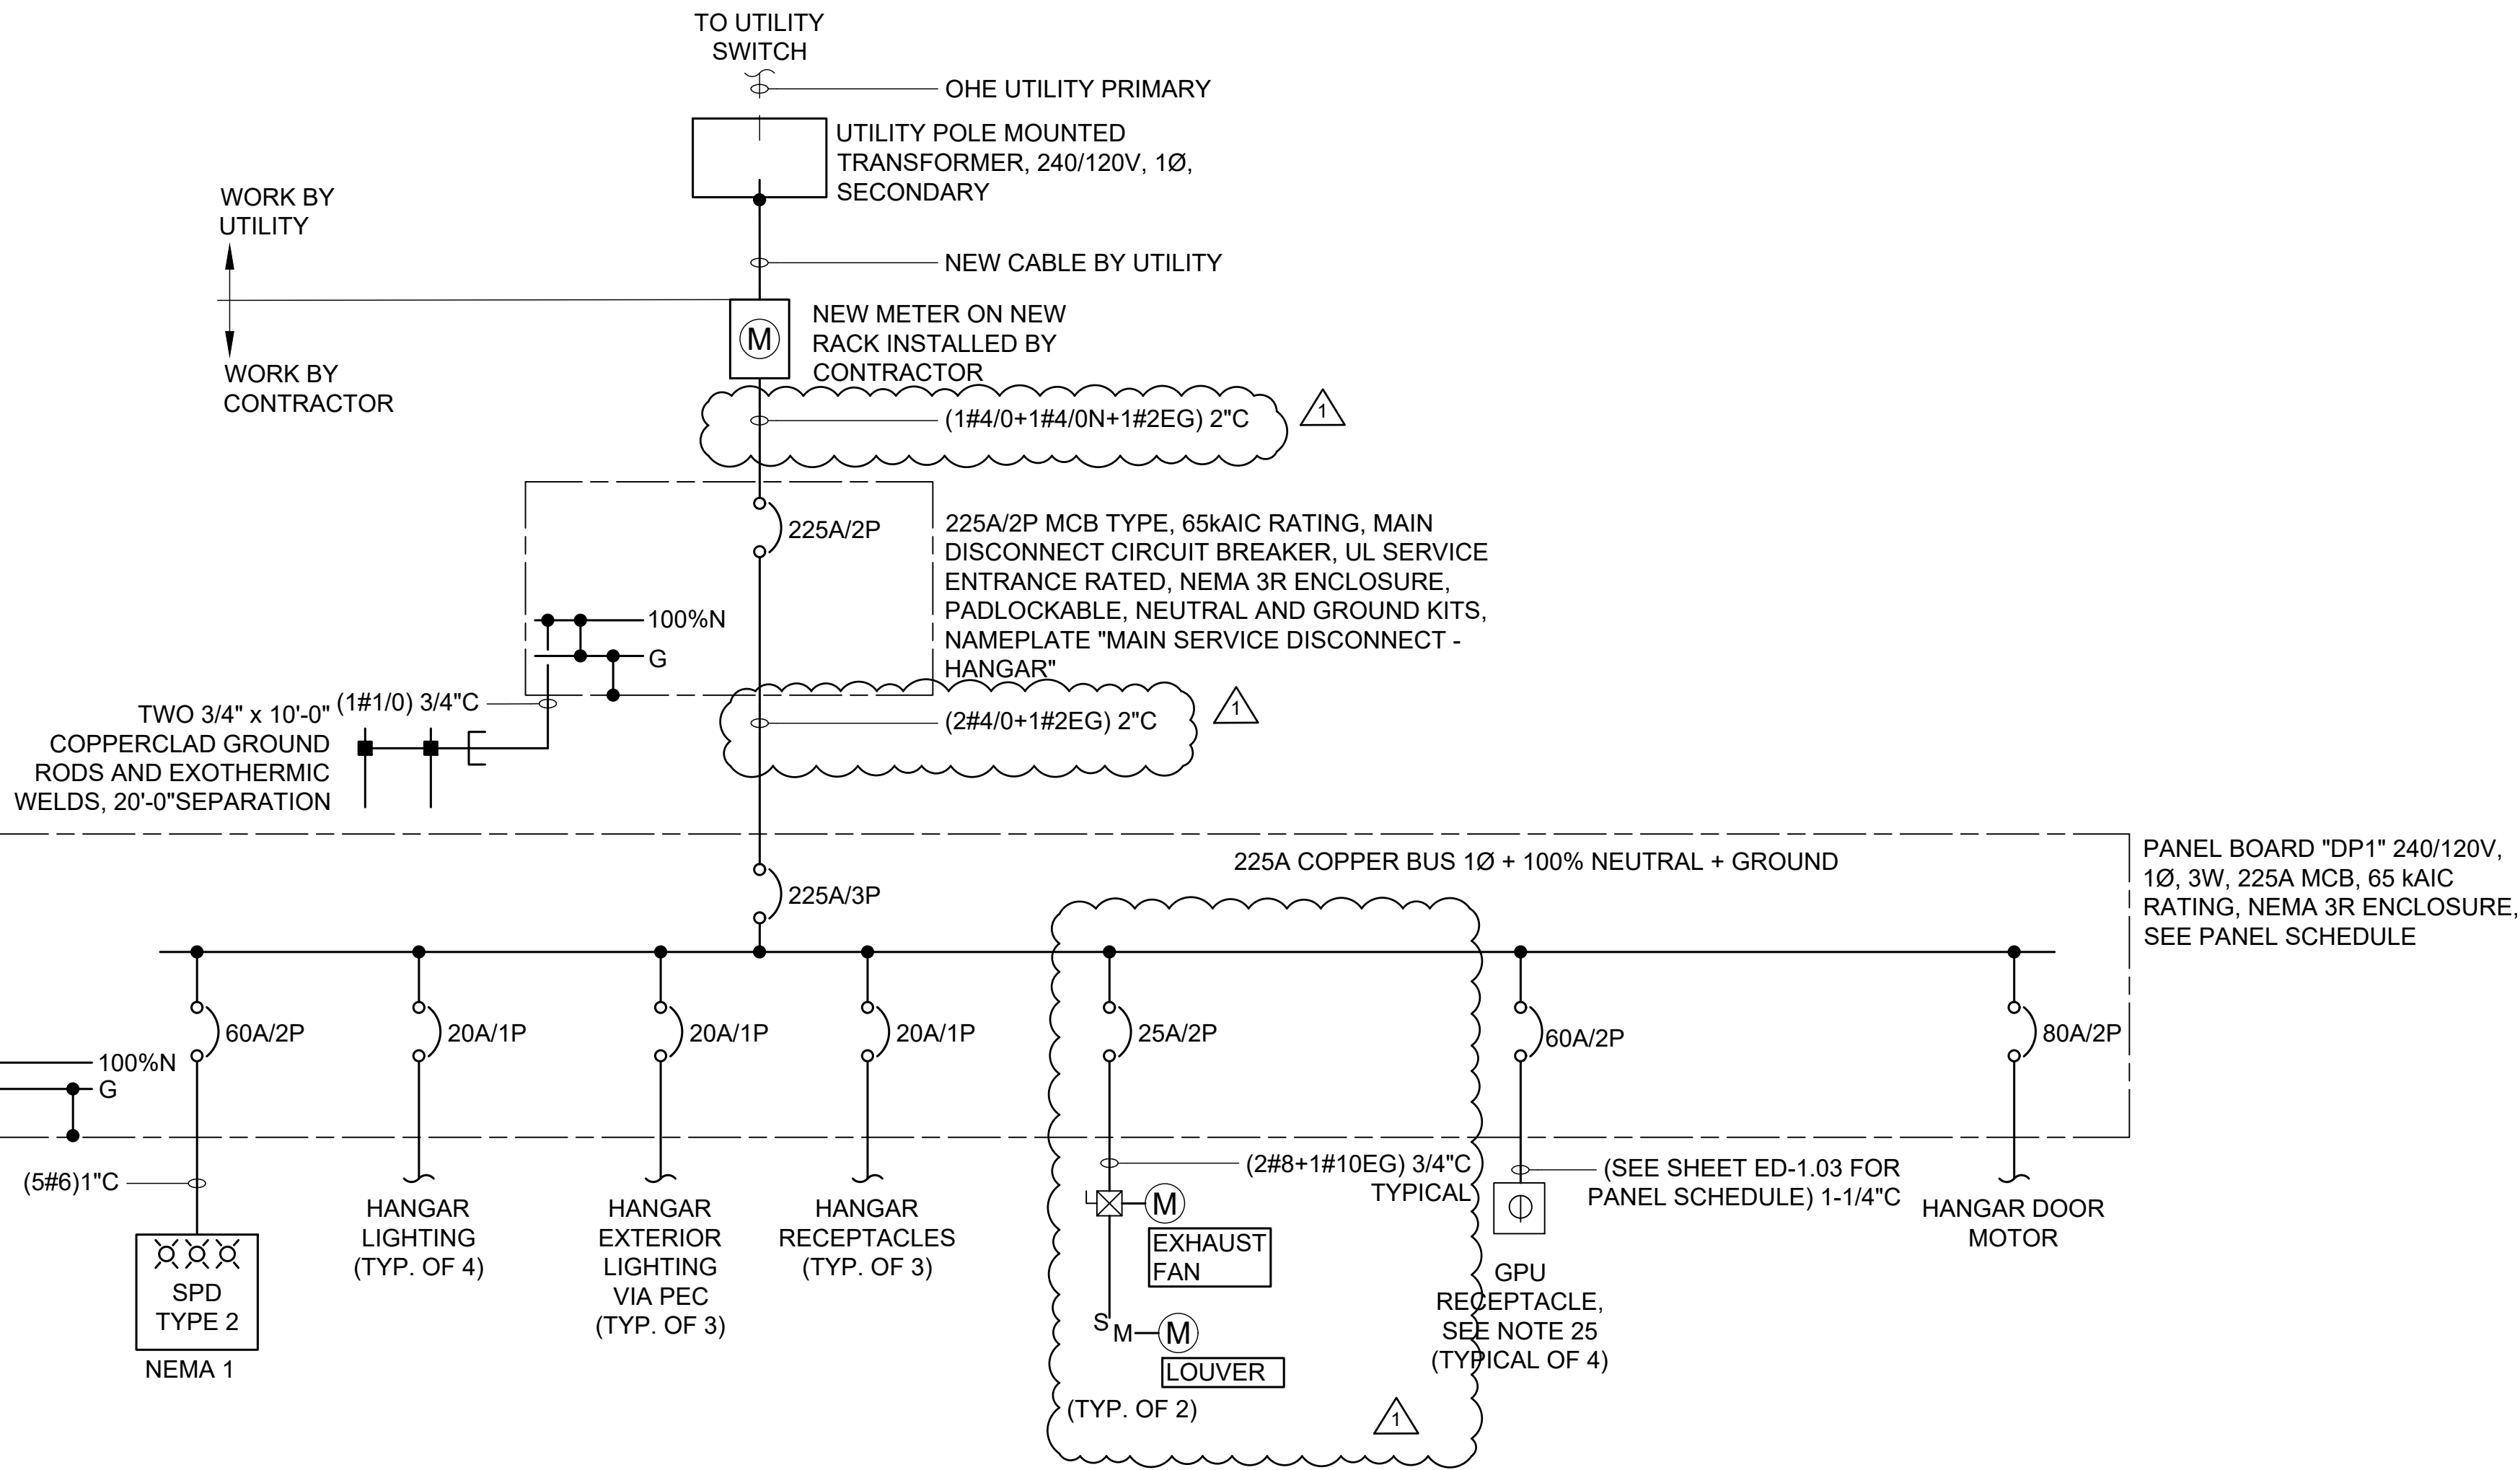 TO UTILITY
SWITCH
OHE UTILITY PRIMARY
UTILITY POLE MOUNTED
TRANSFORMER, 240/120V, 1Ø,
SECONDARY
WORK BY
UTILITY
NEW CABLE BY UTILITY
WORK BY
CONTRACTOR
M
NEW METER ON NEW
RACK INSTALLED BY
CONTRACTOR
(1#4/0+1#4/0N+1#2EG) 2"C
1
225A/2P
225A/2P MCB TYPE, 65kAIC RATING, MAIN
DISCONNECT CIRCUIT BREAKER, UL SERVICE
ENTRANCE RATED, NEMA 3R ENCLOSURE,
PADLOCKABLE, NEUTRAL AND GROUND KITS,
NAMEPLATE "MAIN SERVICE DISCONNECT -
HANGAR"
100%N
G
(1#1/0) 3/4"C
TWO 3/4" x 10'-0"
COPPERCLAD GROUND
RODS AND EXOTHERMIC
WELDS, 20'-0"SEPARATION
(2#4/0+1#2EG) 2"C
1
225A COPPER BUS 1Ø + 100% NEUTRAL + GROUND
PANEL BOARD "DP1" 240/120V,
1Ø, 3W, 225A MCB, 65 kAIC
RATING, NEMA 3R ENCLOSURE,
SEE PANEL SCHEDULE
225A/3P
60A/2P
20A/1P
20A/1P
20A/1P
25A/2P
60A/2P
80A/2P
100%N
G
(5#6)1"C
SPD
TYPE 2
NEMA 1
HANGAR
LIGHTING
(TYP. OF 4)
HANGAR
EXTERIOR
LIGHTING
VIA PEC
(TYP. OF 3)
HANGAR
RECEPTACLES
(TYP. OF 3)
(2#8+1#10EG) 3/4"C
TYPICAL
M
EXHAUST
FAN
S
M
M
LOUVER
(TYP. OF 2)
1
(SEE SHEET ED-1.03 FOR
PANEL SCHEDULE) 1-1/4"C
GPU
RECEPTACLE,
SEE NOTE 25
(TYPICAL OF 4)
HANGAR DOOR
MOTOR